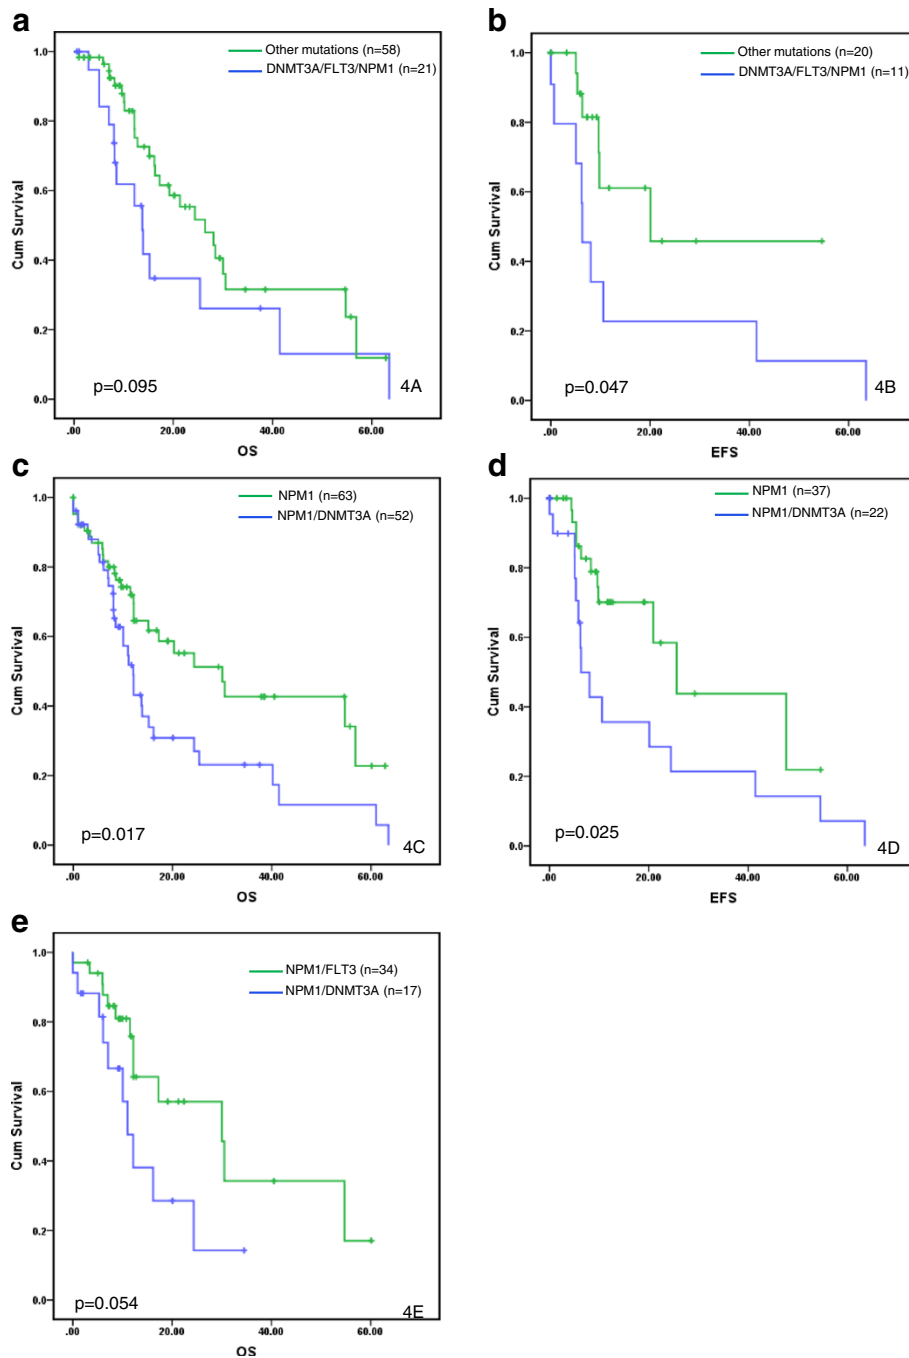 a
Other mutations (n=58)
DNMT3A/FLT3/NPM1 (n=21)
1.0
0.8
0.6
0.4
0.2
0.0
Cum Survival
p=0.095
4A
.00 20.00 40.00 60.00
OS
b
Other mutations (n=20)
DNMT3A/FLT3/NPM1 (n=11)
1.0
0.8
0.6
0.4
0.2
0.0
Cum Survival
p=0.047
4B
.00 20.00 40.00 60.00
EFS
c
NPM1 (n=63)
NPM1/DNMT3A (n=52)
1.0
0.8
0.6
0.4
0.2
0.0
Cum Survival
p=0.017
4C
.00 20.00 40.00 60.00
OS
d
NPM1 (n=37)
NPM1/DNMT3A (n=22)
1.0
0.8
0.6
0.4
0.2
0.0
Cum Survival
p=0.025
4D
.00 20.00 40.00 60.00
EFS
e
NPM1/FLT3 (n=34)
NPM1/DNMT3A (n=17)
1.0
0.8
0.6
0.4
0.2
0.0
Cum Survival
p=0.054
4E
.00 20.00 40.00 60.00
OS